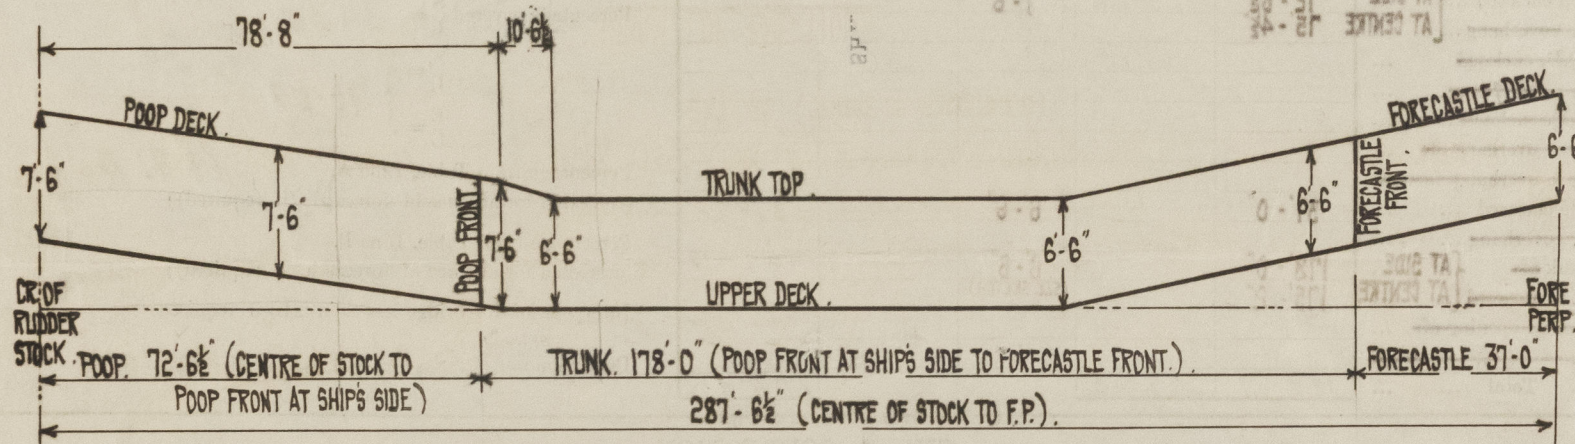 78'-8"
10'-6½"
POOP DECK.
FORECASTLE DECK.
7'-6"
7'-6"
POOP FRONT.
7'-6"
6'-6"
TRUNK TOP.
6'-6"
6'-6"
FORECASTLE
FRONT.
UPPER DECK.
CR. OF
RUDDER
STOCK.
FORE
PERP.
POOP. 72'-6½" (CENTRE OF STOCK TO
POOP FRONT AT SHIP'S SIDE)
TRUNK. 178'-0" (POOP FRONT AT SHIP'S SIDE TO FORECASTLE FRONT.)
FORECASTLE 37'-0"
287'-6½" (CENTRE OF STOCK TO F.P.).